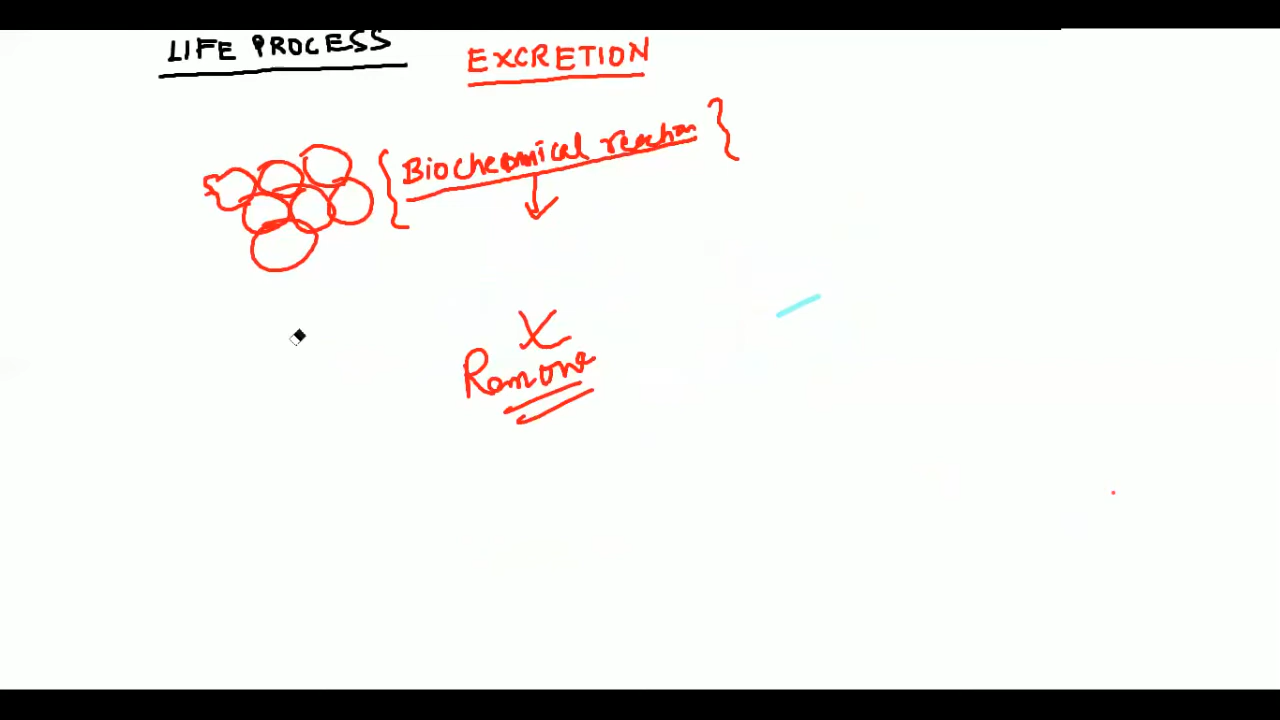 LIFE PROCESS EXCRETION
{ Biochemical reaction }
X
Remove